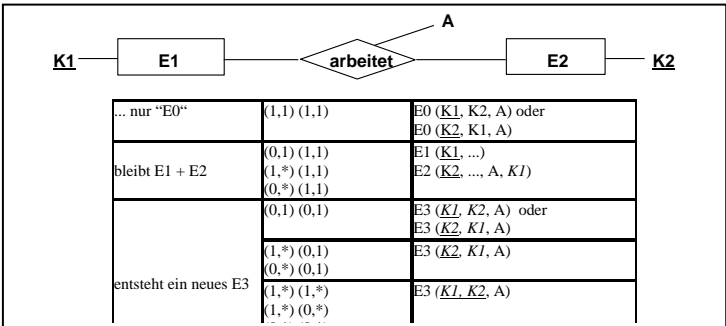 A
K1 E1 arbeitet E2 K2
... nur “E0“ (1,1) (1,1) E0 (K1, K2, A) oder
E0 (K2, K1, A)
bleibt E1 + E2
(0,1) (1,1) E1 (K1, ...)
(1,*) (1,1) E2 (K2, ..., A, K1)
(0,*) (1,1)
entsteht ein neues E3
(0,1) (0,1) E3 (K1, K2, A) oder
E3 (K2, K1, A)
(1,*) (0,1) E3 (K2, K1, A)
(0,*) (0,1)
(1,*) (1,*) E3 (K1, K2, A)
(1,*) (0,*)